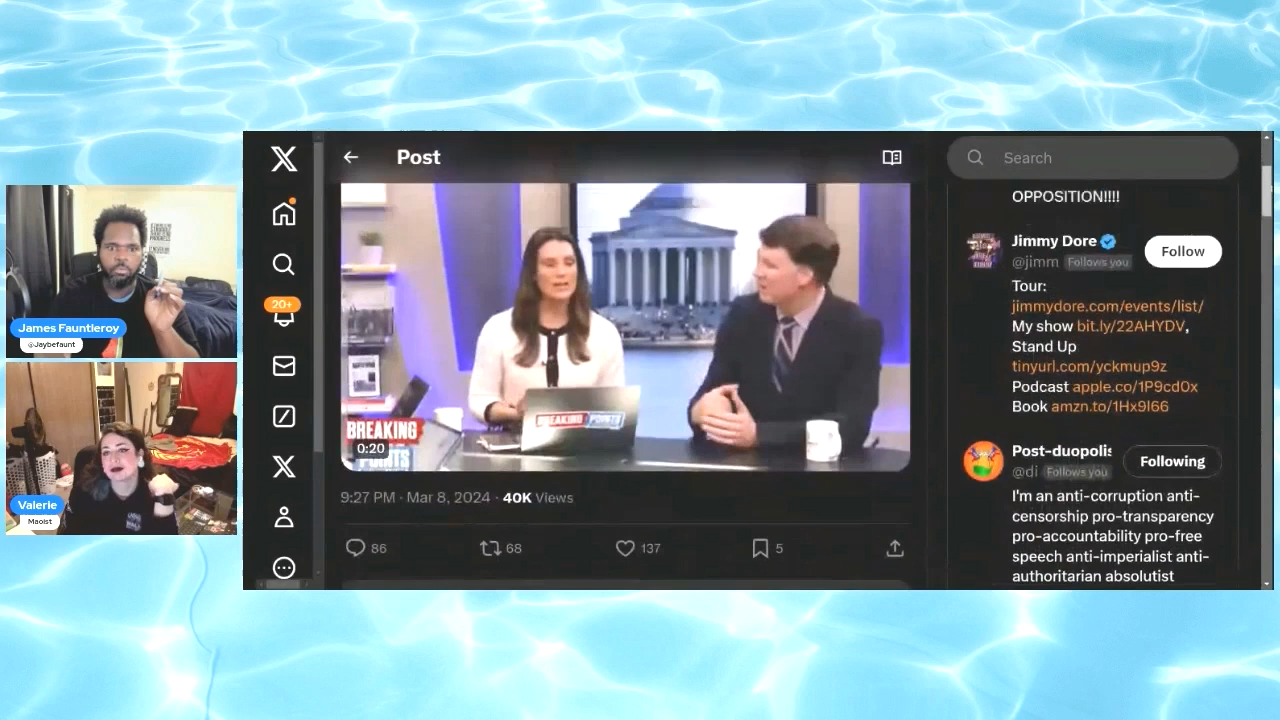 Post
Search
OPPOSITION!!!!
Jimmy Dore
Follow
@jimm Follows you
Tour:
jimmydore.com/events/list/
My show bit.ly/22AHYDV,
Stand Up
tinyurl.com/yckmup9z
Podcast apple.co/1P9cd0x
Book amzn.to/1Hx9I66
Post-duopolis
Following
@di Follows you
I'm an anti-corruption anti-
censorship pro-transparency
pro-accountability pro-free
speech anti-imperialist anti-
authoritarian absolutist
20+
BREAKING POINTS
BREAKING
POINTS
0:20
9:27 PM · Mar 8, 2024 · 40K Views
86
68
137
5
James Fauntleroy
@Jaybefaunt
Valerie
Maoist